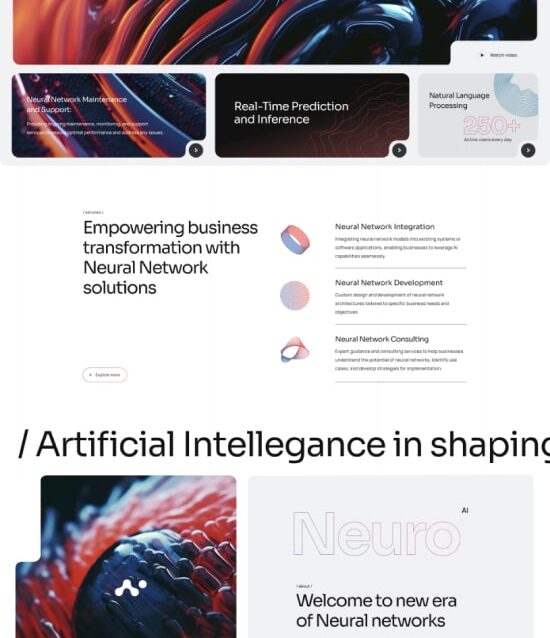 Watch video
Neural Network Maintenance
and Support:
Providing ongoing maintenance, monitoring, and support
services to ensure optimal performance and address any issues.
Real-Time Prediction
and Inference
Natural Language
Processing
250+
Active users every day
/ services /
Empowering business
transformation with
Neural Network
solutions
Explore more
Neural Network Integration
Integrating neural network models into existing systems or
software applications, enabling businesses to leverage AI
capabilities seamlessly.
Neural Network Development
Custom design and development of neural network
architectures tailored to specific business needs and
objectives.
Neural Network Consulting
Expert guidance and consulting services to help businesses
understand the potential of neural networks, identify use
cases, and develop strategies for implementation.
/ Artificial Intellegance in shaping
Neuro
AI
/ about /
Welcome to new era
of Neural networks